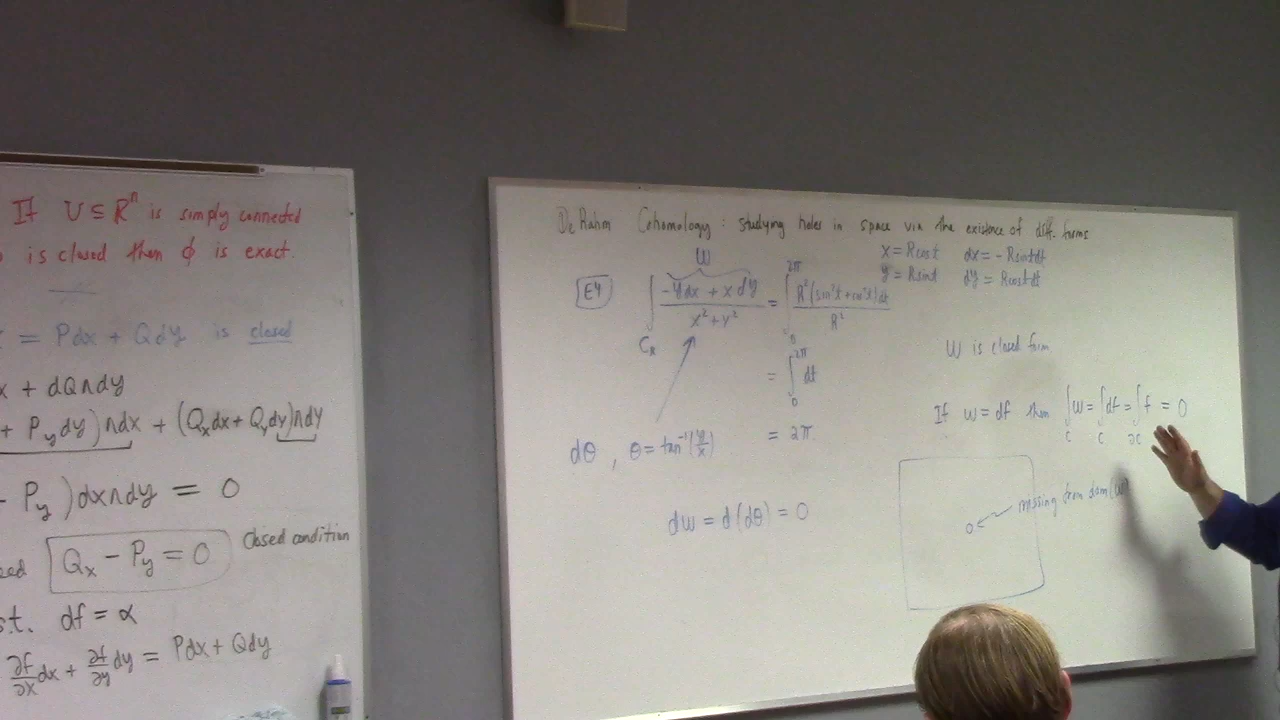 If U ⊆ Rⁿ is simply connected
is closed then ϕ is exact.
= Pdx + Qdy is closed
x + dQ∧dy
+ P_y dy)∧dx + (Q_x dx + Q_y dy)∧dy
- P_y)dx∧dy = 0
Q_x - P_y = 0 Closed condition
s.t. df = α
∂f/∂x dx + ∂f/∂y dy = Pdx + Qdy
De Rahm Cohomology : studying holes in space via the existence of diff. forms
x = Rcost dx = -Rsintdt
y = Rsint dy = Rcostdt
W
E4 ∫_{C_R} (-ydx + xdy)/(x² + y²) = ∫_0^{2π} R²(sin²t + cos²t)dt / R²
= ∫_0^{2π} dt
= 2π
dθ , θ = tan⁻¹(y/x)
dw = d(dθ) = 0
W is closed form
If w = df then ∫_C w = ∫_C df = ∫_{∂C} f = 0
missing from dom(w)